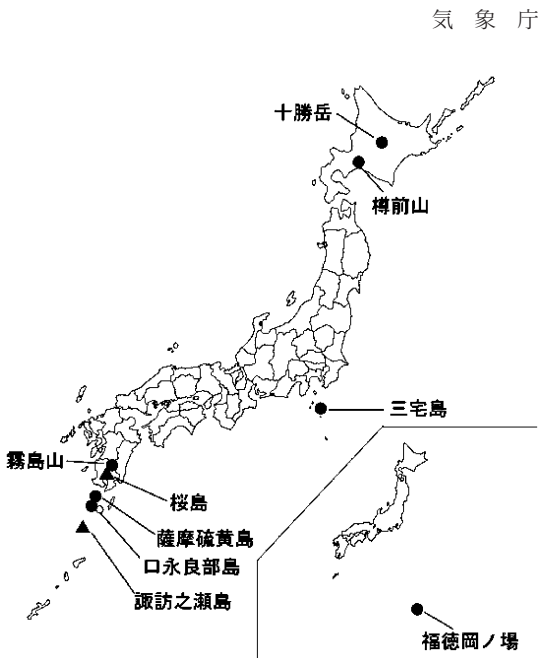 気象庁
十勝岳
樽前山
三宅島
霧島山
桜島
薩摩硫黄島
口永良部島
諏訪之瀬島
福徳岡ノ場